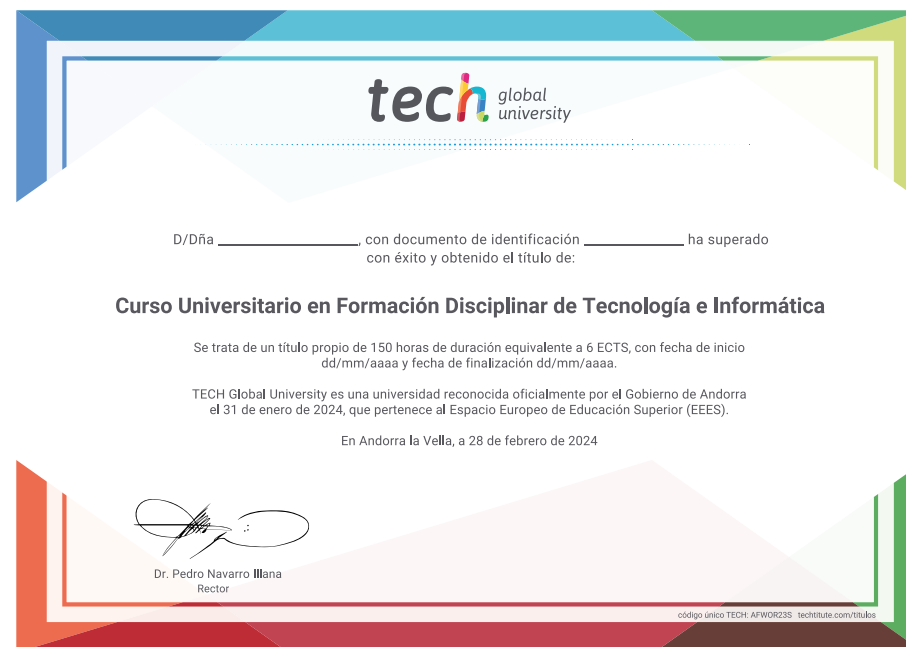 tech global
university
D/Dña ____________________, con documento de identificación ______________ ha superado
con éxito y obtenido el título de:
Curso Universitario en Formación Disciplinar de Tecnología e Informática
Se trata de un título propio de 150 horas de duración equivalente a 6 ECTS, con fecha de inicio
dd/mm/aaaa y fecha de finalización dd/mm/aaaa.
TECH Global University es una universidad reconocida oficialmente por el Gobierno de Andorra
el 31 de enero de 2024, que pertenece al Espacio Europeo de Educación Superior (EEES).
En Andorra la Vella, a 28 de febrero de 2024
Dr. Pedro Navarro Illana
Rector
código único TECH: AFWOR23S techtitute.com/titulos